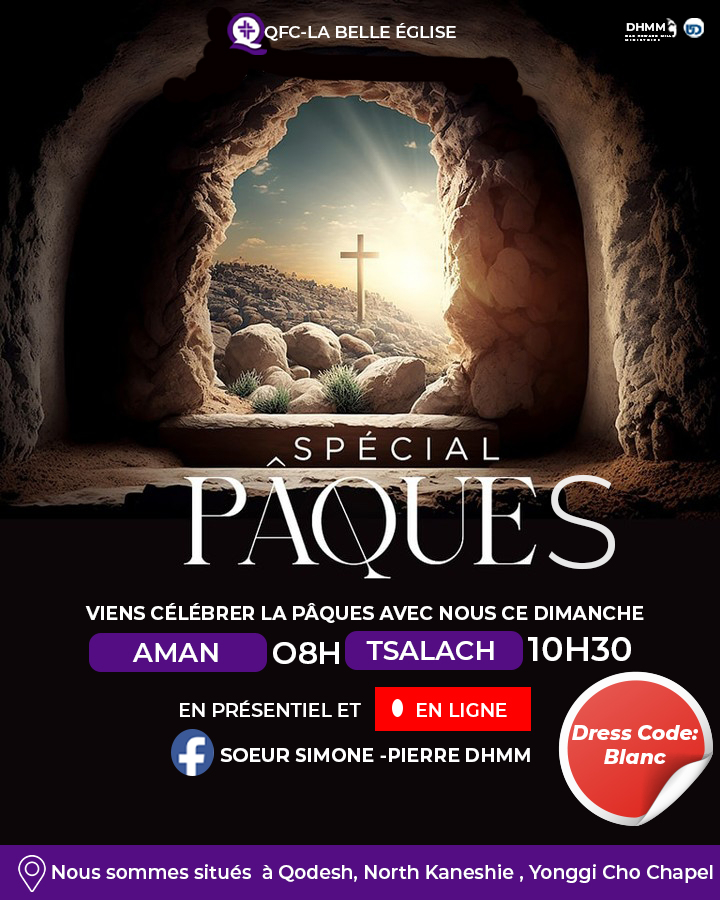 QFC-LA BELLE ÉGLISE
DHMM
SPÉCIAL
PÂQUES
VIENS CÉLÉBRER LA PÂQUES AVEC NOUS CE DIMANCHE
AMAN O8H TSALACH 10H30
EN PRÉSENTIEL ET EN LIGNE
SOEUR SIMONE -PIERRE DHMM
Dress Code:
Blanc
Nous sommes situés à Qodesh, North Kaneshie , Yonggi Cho Chapel